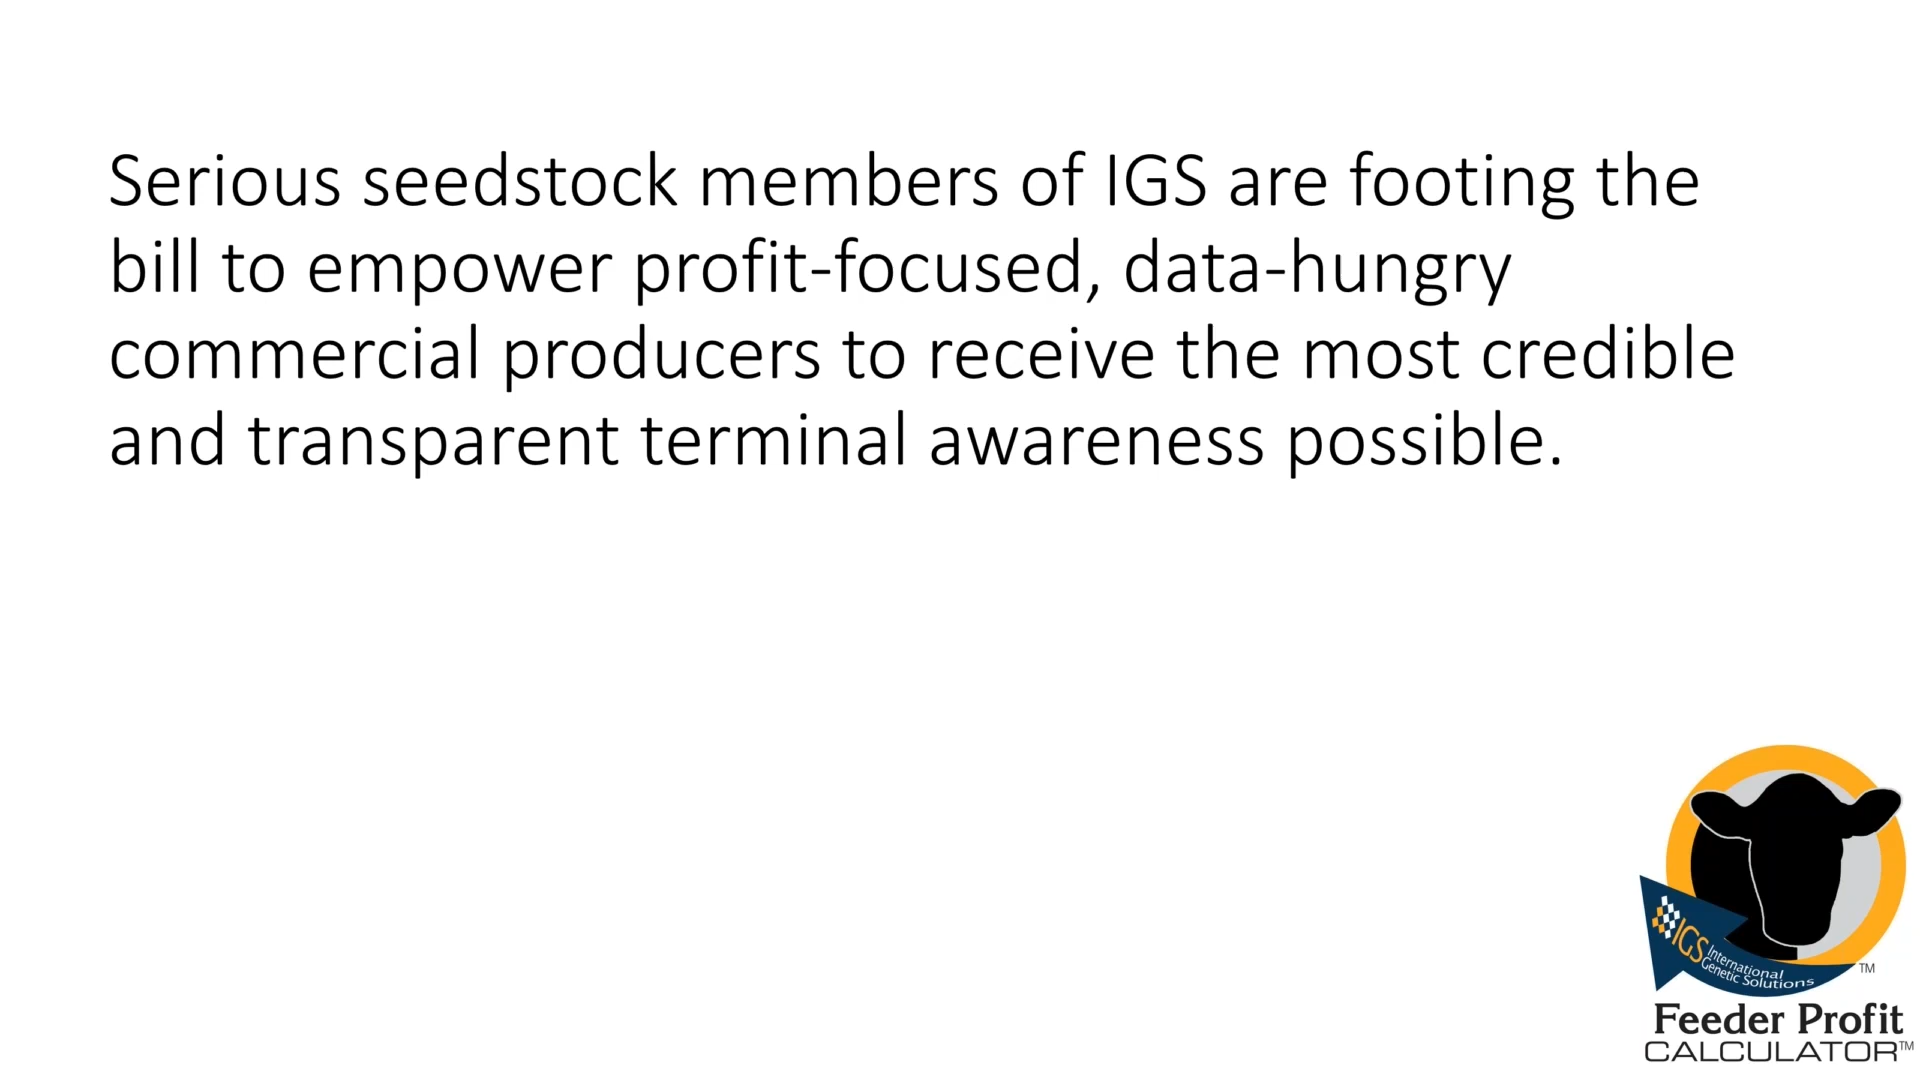 Serious seedstock members of IGS are footing the
bill to empower profit-focused, data-hungry
commercial producers to receive the most credible
and transparent terminal awareness possible.
IGS International
Genetic Solutions
TM
Feeder Profit
CALCULATOR™